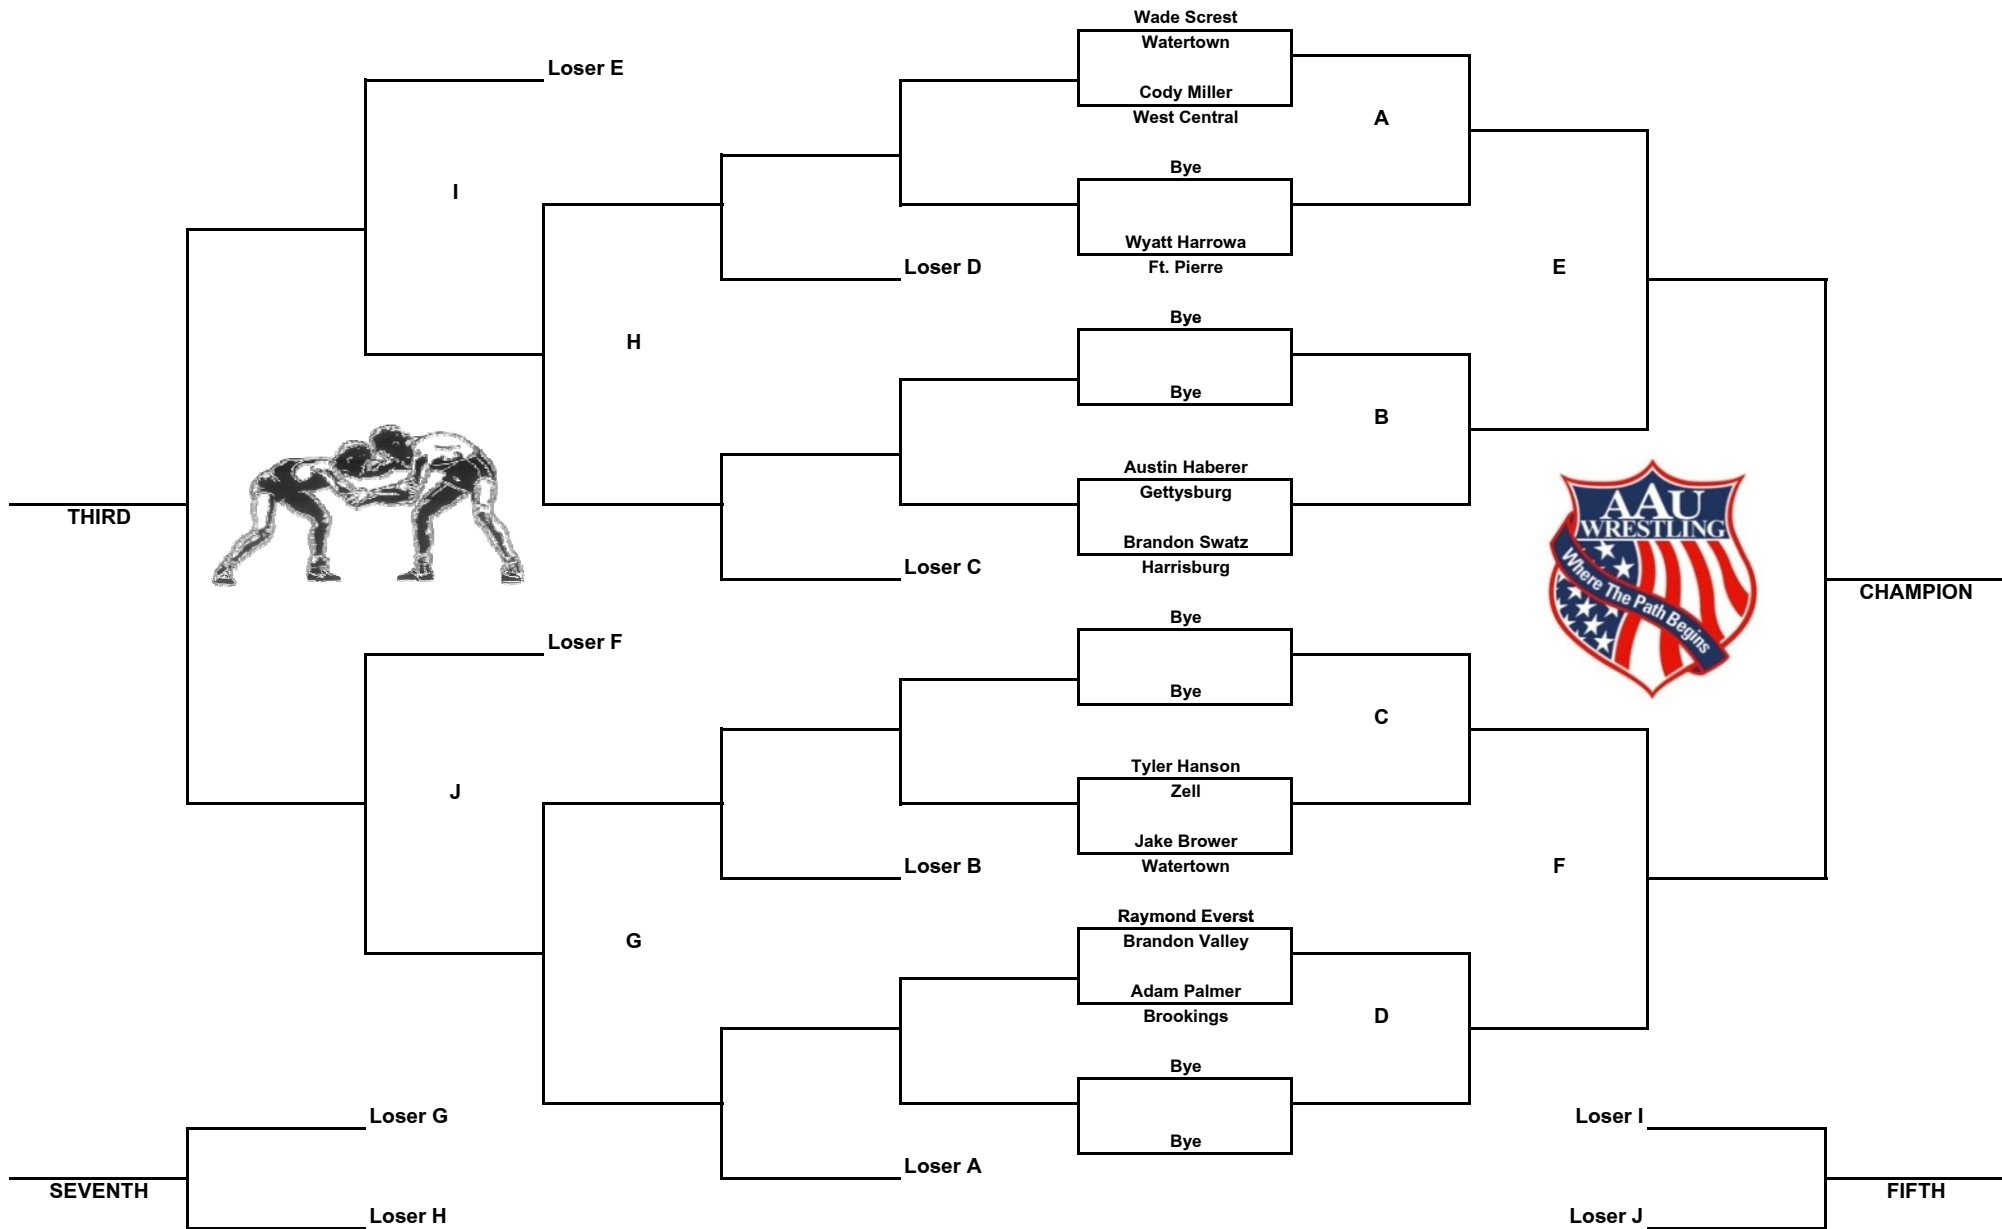 Wade Screst
Watertown
Loser E
Cody Miller
West Central
A
Bye
I
Wyatt Harrowa
Ft. Pierre
Loser D
E
Bye
H
Bye
B
Austin Haberer
Gettysburg
THIRD
Brandon Swatz
Harrisburg
Loser C
AAU
WRESTLING
Where The Path Begins
CHAMPION
Bye
Loser F
Bye
C
Tyler Hanson
Zell
J
Jake Brower
Watertown
Loser B
F
Raymond Everst
Brandon Valley
G
Adam Palmer
Brookings
D
Bye
Loser G
Loser I
Bye
Loser A
SEVENTH
FIFTH
Loser H
Loser J